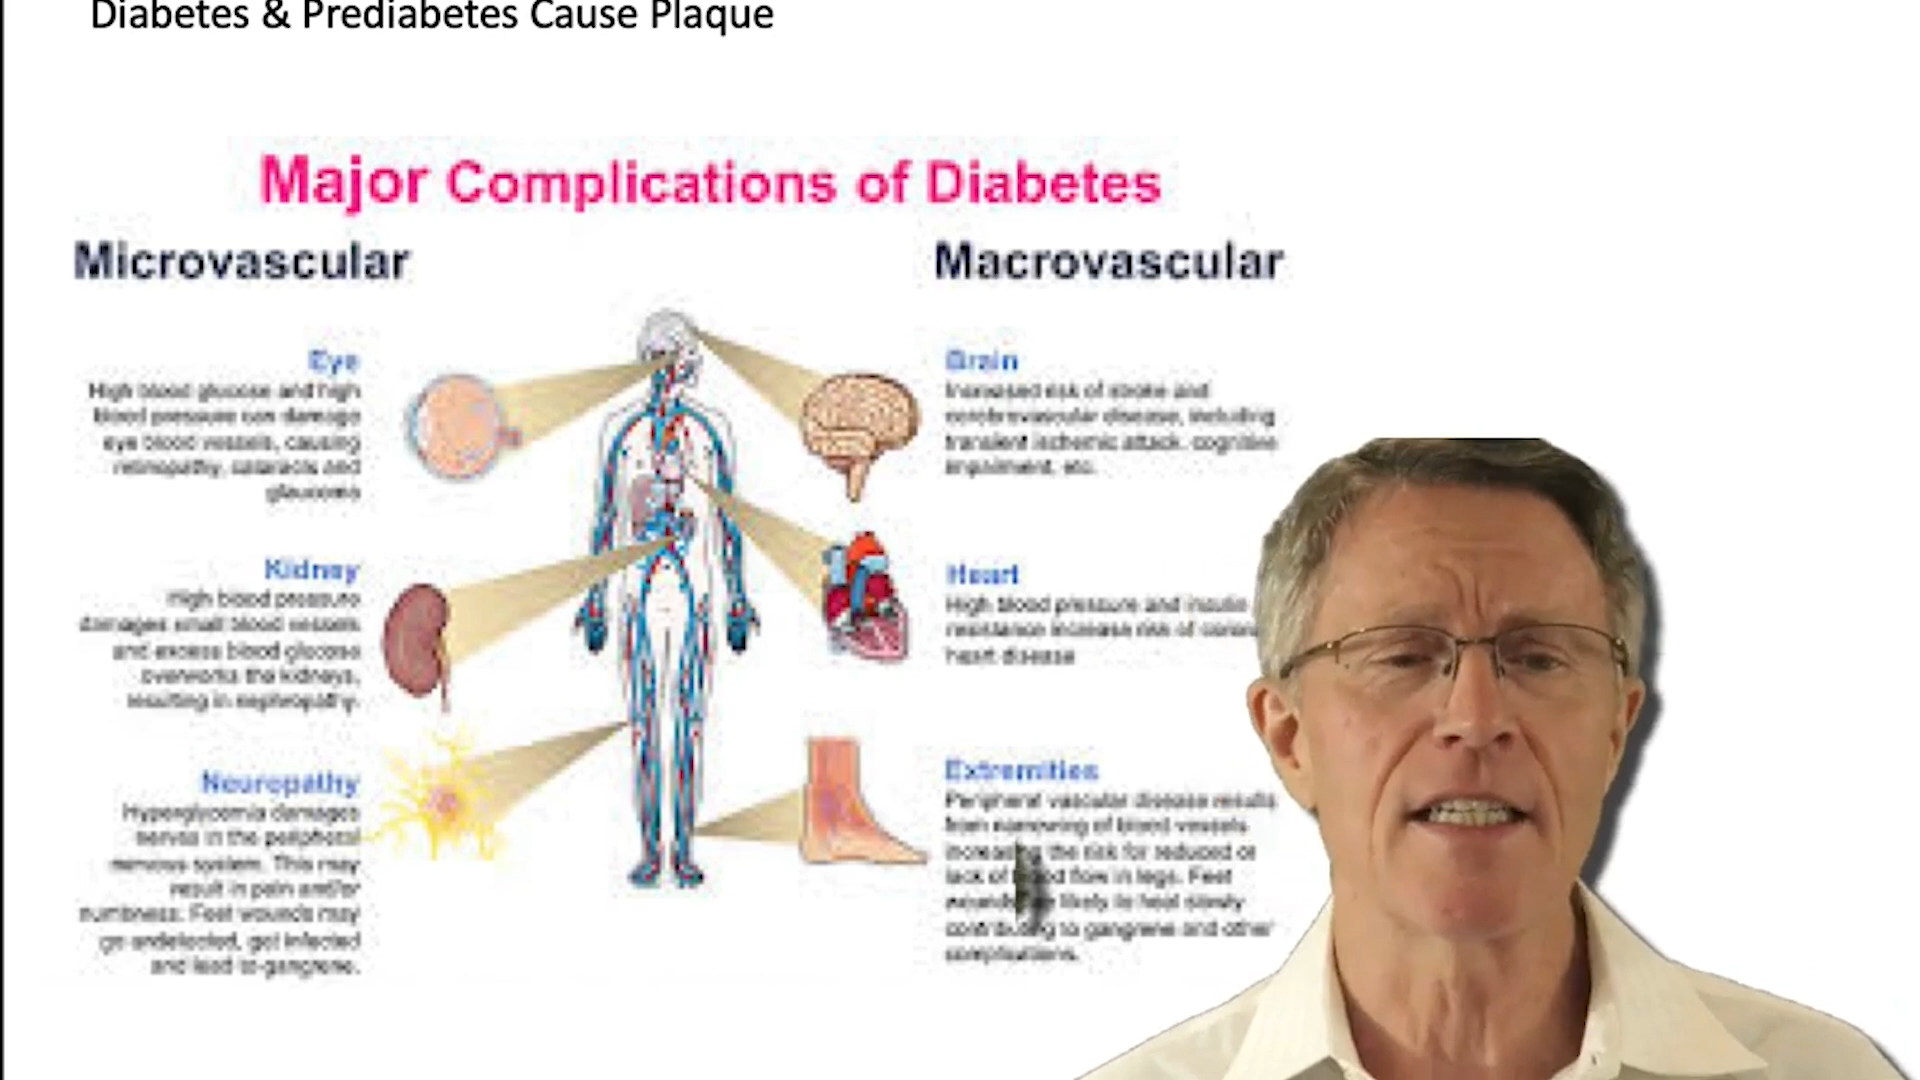 Diabetes & Prediabetes Cause Plaque
Major Complications of Diabetes
Microvascular
Macrovascular
Eye
High blood glucose and high
blood pressure can damage
eye blood vessels, causing
retinopathy, cataracts and
glaucoma
Kidney
High blood pressure
damages small blood vessels
and excess blood glucose
overworks the kidneys,
resulting in nephropathy.
Neuropathy
Hyperglycemia damages
nerves in the peripheral
nervous system. This may
result in pain and/or
numbness. Feet wounds may
go undetected, get infected
and lead to gangrene.
Brain
Increased risk of stroke and
cerebrovascular disease, including
transient ischemic attack, cognitive
impairment, etc.
Heart
High blood pressure and insulin
resistance increase risk of
heart disease
Extremities
Peripheral vascular disease results
from narrowing of blood vessels
increasing the risk for reduced or
lack of blood flow in legs. Feet
wounds likely to heal slowly
contributing to gangrene and other
complications.